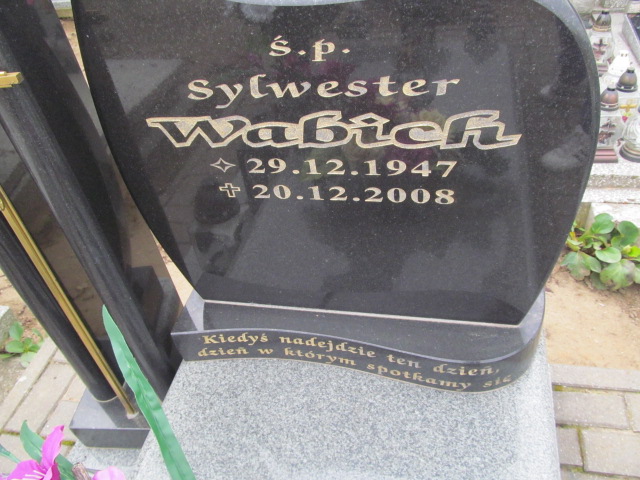 ś.p.
Sylwester
Wabich
✧ 29.12.1947
✝ 20.12.2008
Kiedyś nadejdzie ten dzień,
dzień w którym spotkamy się